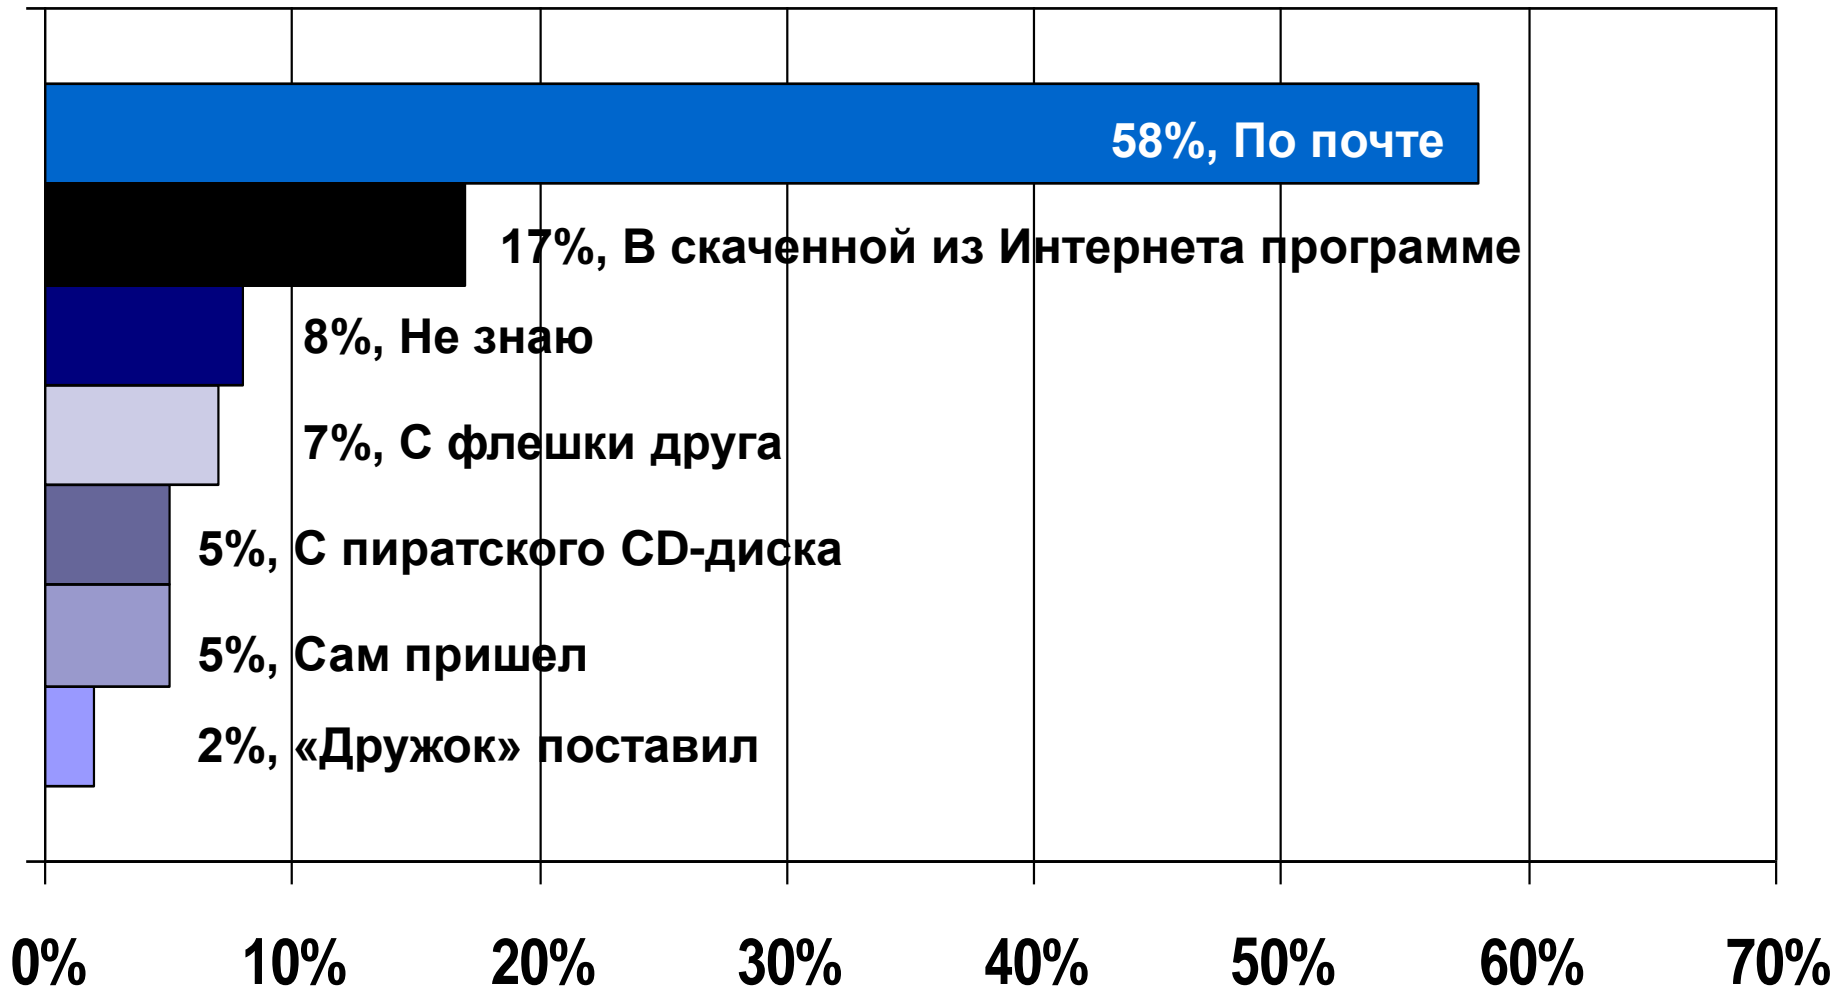 58%, По почте
17%, В скаченной из Интернета программе
8%, Не знаю
7%, С флешки друга
5%, С пиратского CD-диска
5%, Сам пришел
2%, «Дружок» поставил
0% 10% 20% 30% 40% 50% 60% 70%